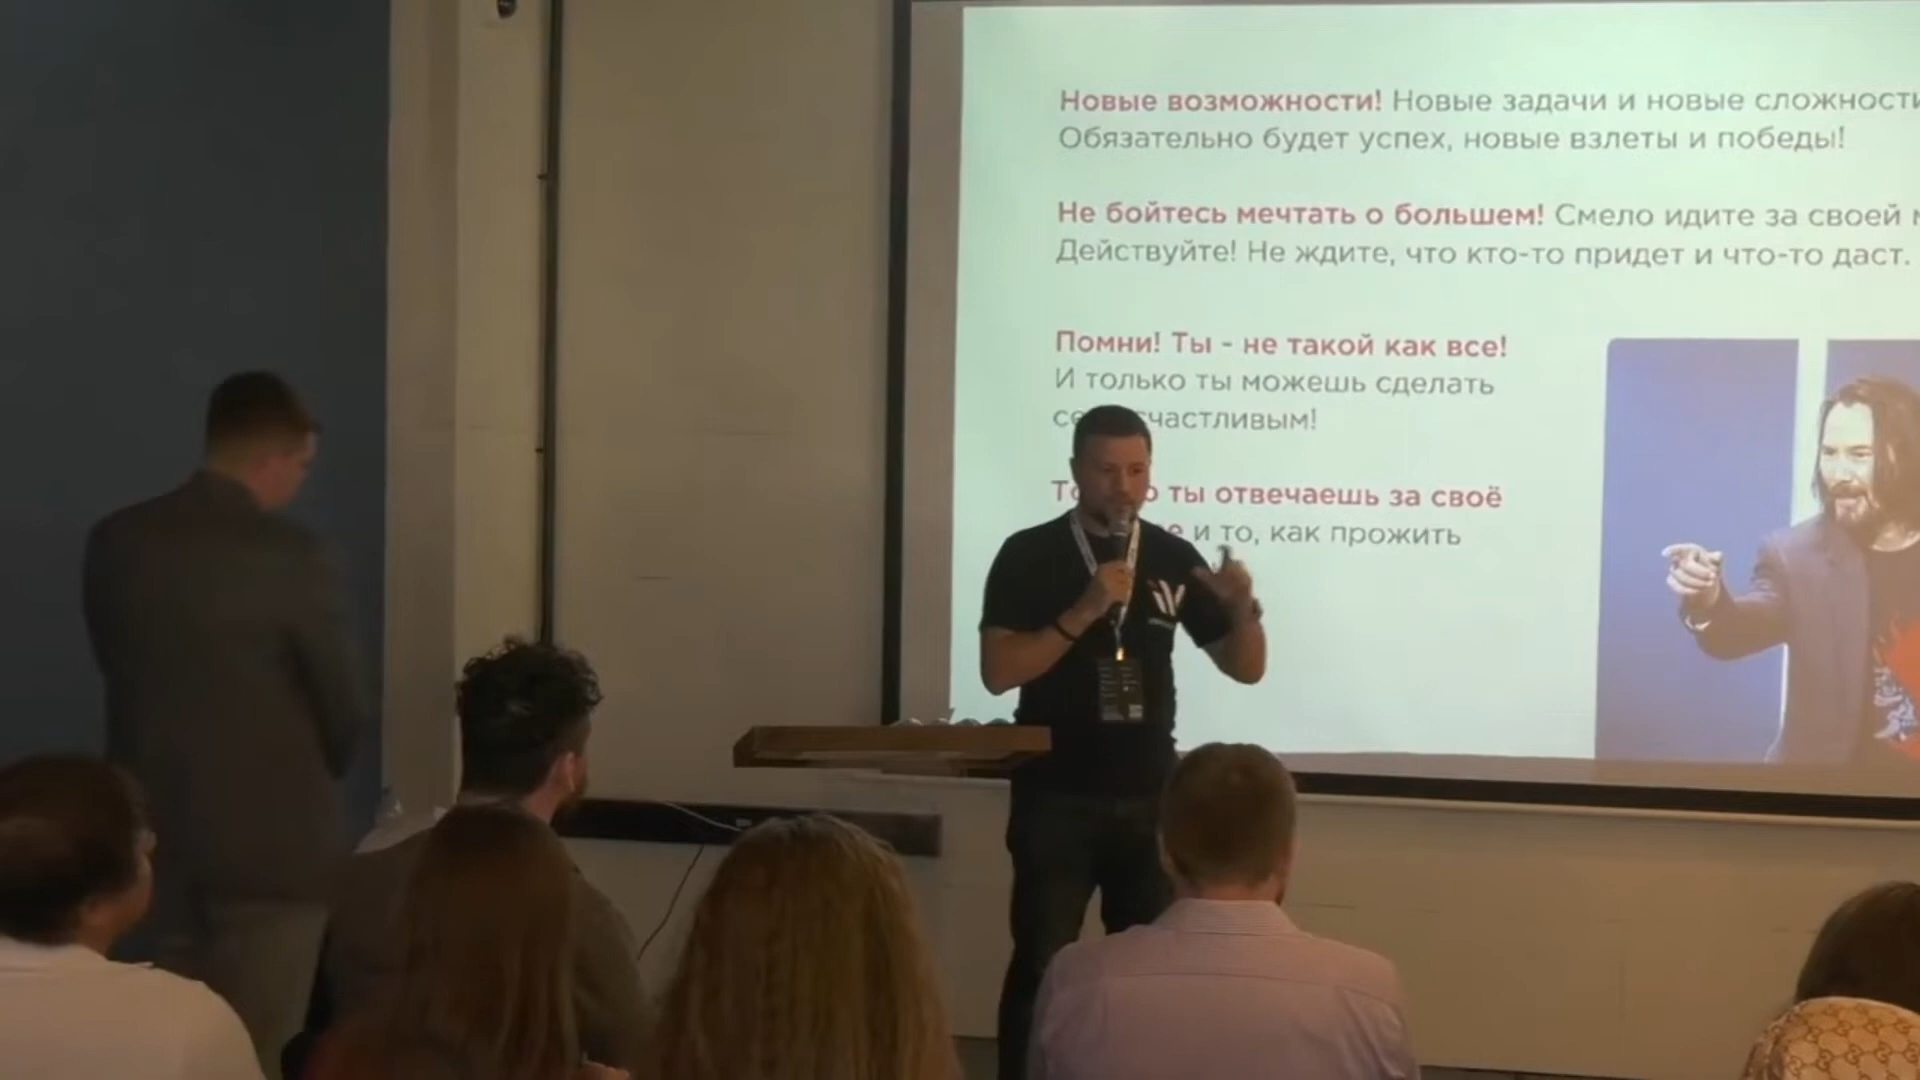 Новые возможности! Новые задачи и новые сложности
Обязательно будет успех, новые взлеты и победы!
Не бойтесь мечтать о большем! Смело идите за своей
Действуйте! Не ждите, что кто-то придет и что-то даст.
Помни! Ты - не такой как все!
И только ты можешь сделать
счастливым!
ты отвечаешь за своё
и то, как прожить